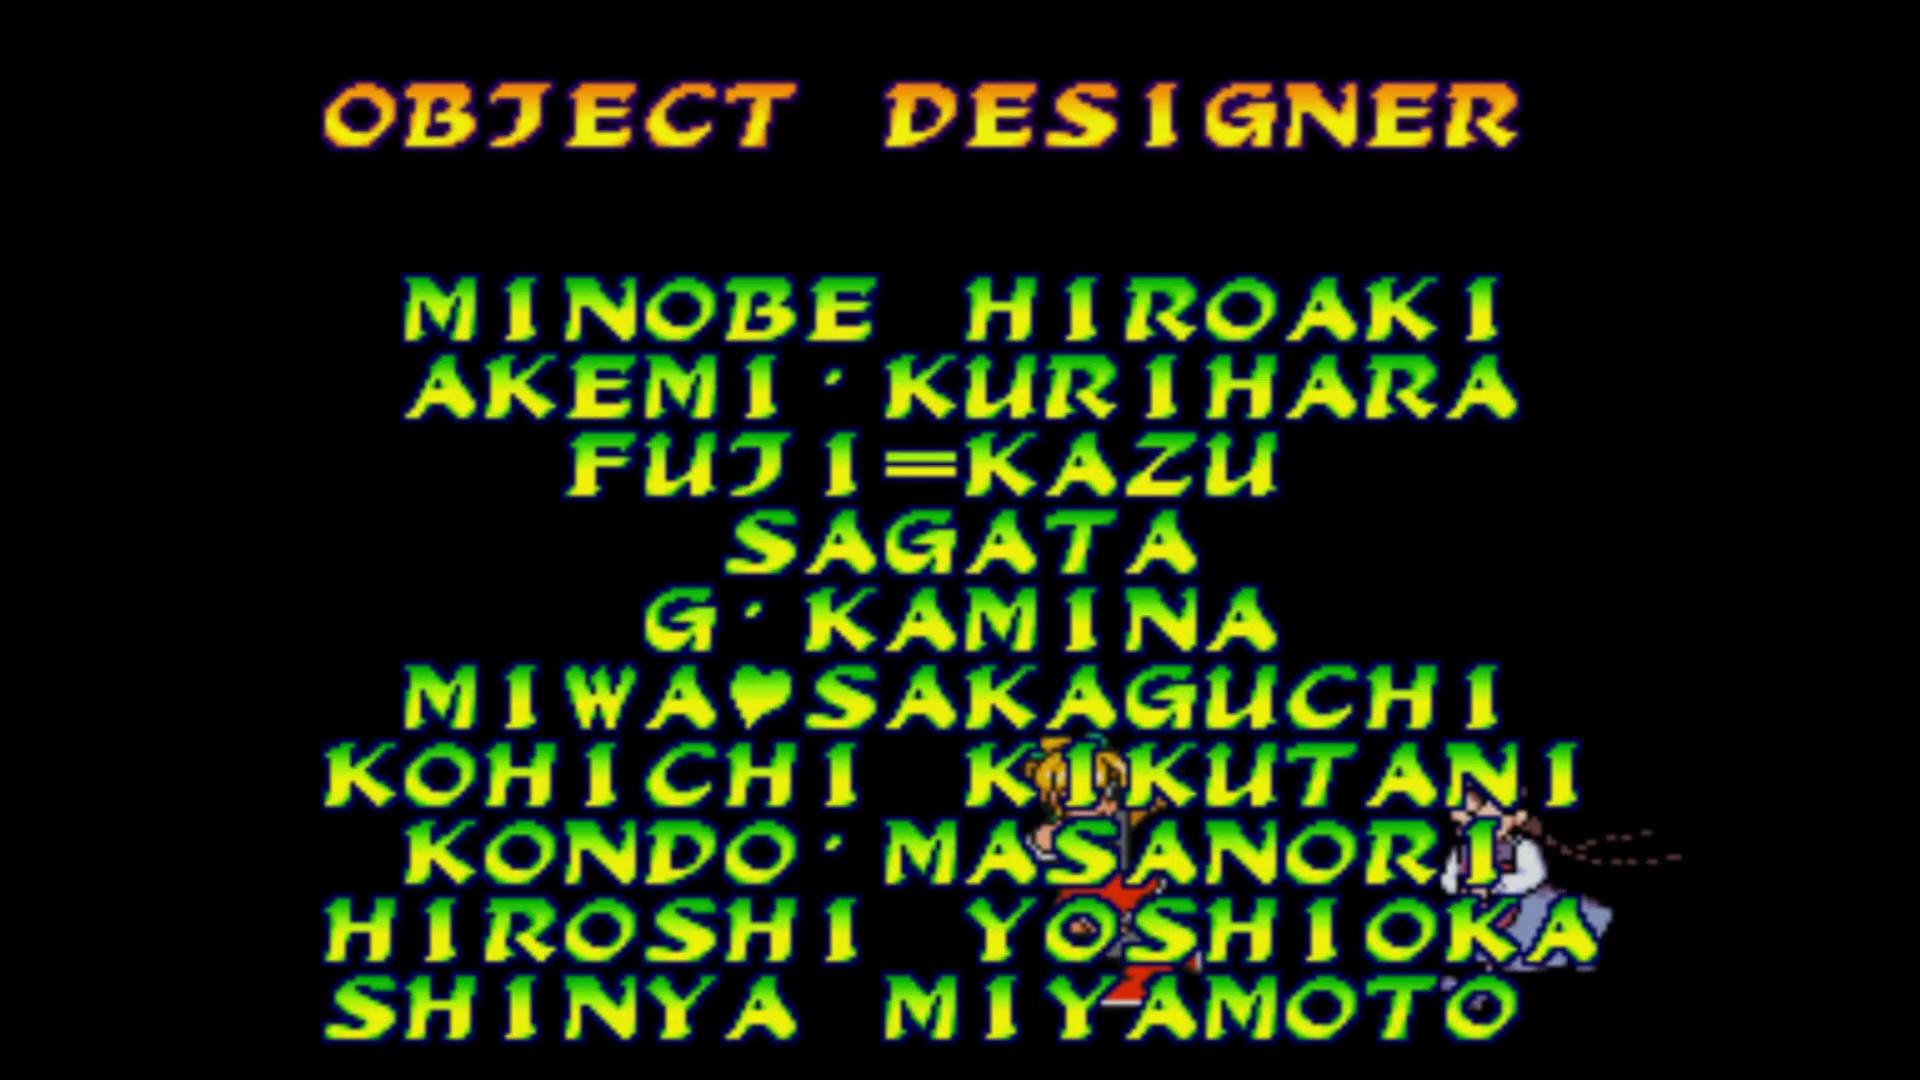 OBJECT DESIGNER
MINOBE HIROAKI
AKEMI・KURIHARA
FUJI=KAZU
SAGATA
G・KAMINA
MIWA♥SAKAGUCHI
KOHICHI KIKUTANI
KONDO・MASANORI
HIROSHI YOSHIOKA
SHINYA MIYAMOTO